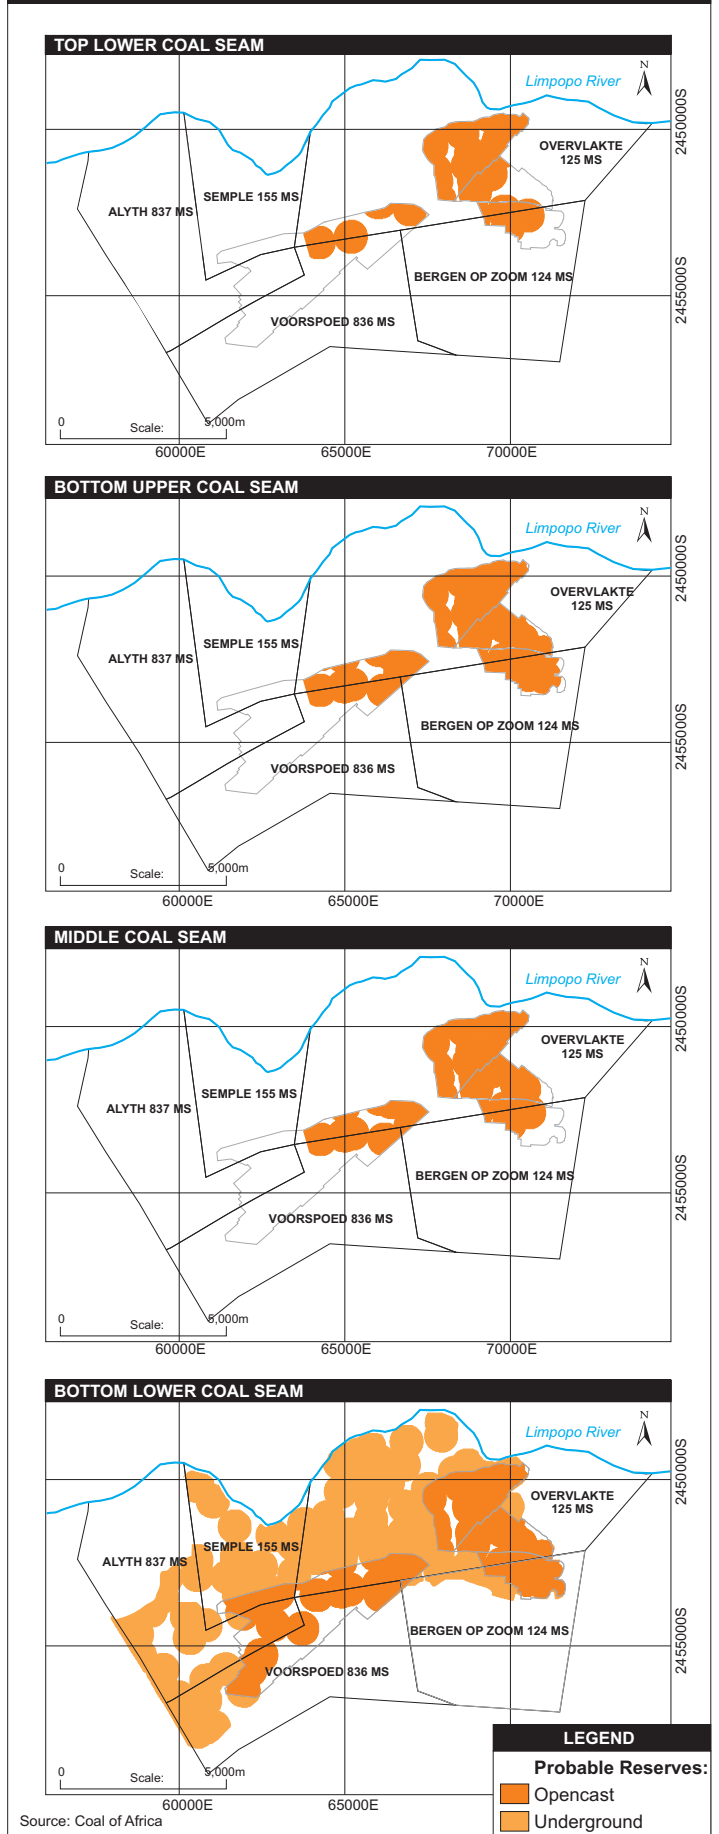 TOP LOWER COAL SEAM
Limpopo River
N
2450000S
OVERVLAKTE
125 MS
SEMPLE 155 MS
ALYTH 837 MS
BERGEN OP ZOOM 124 MS
2455000S
VOORSPOED 836 MS
0
5,000m
Scale:
60000E
65000E
70000E
BOTTOM UPPER COAL SEAM
N
Limpopo River
2450000S
OVERVLAKTE
125 MS
SEMPLE 155 MS
ALYTH 837 MS
BERGEN OP ZOOM 124 MS
2455000S
VOORSPOED 836 MS
0
5,000m
Scale:
60000E
65000E
70000E
MIDDLE COAL SEAM
N
Limpopo River
2450000S
OVERVLAKTE
125 MS
SEMPLE 155 MS
ALYTH 837 MS
BERGEN OP ZOOM 124 MS
2455000S
VOORSPOED 836 MS
0
5,000m
Scale:
60000E
65000E
70000E
BOTTOM LOWER COAL SEAM
N
Limpopo River
2450000S
OVERVLAKTE
125 MS
SEMPLE 155 MS
ALYTH 837 MS
BERGEN OP ZOOM 124 MS
2455000S
VOORSPOED 836 MS
0
5,000m
Scale:
60000E
65000E
LEGEND
Probable Reserves:
Opencast
Underground
Source: Coal of Africa